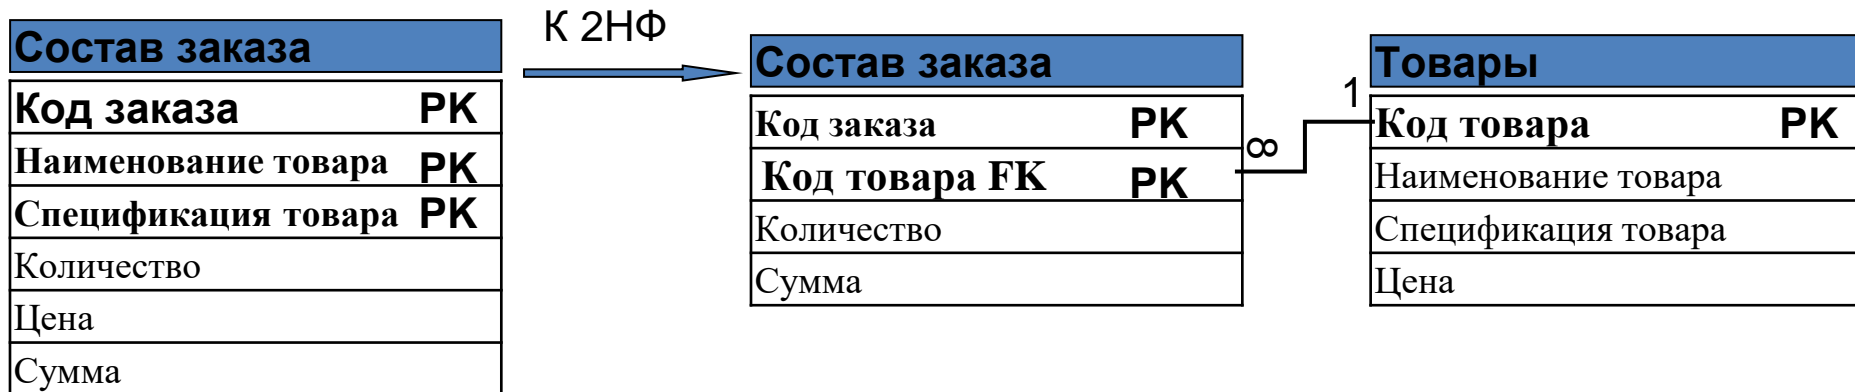 Состав заказа
Код заказа PK
Наименование товара PK
Спецификация товара PK
Количество
Цена
Сумма
К 2НФ
Состав заказа
Код заказа PK
Код товара FK PK
Количество
Сумма
∞
1
Товары
Код товара PK
Наименование товара
Спецификация товара
Цена